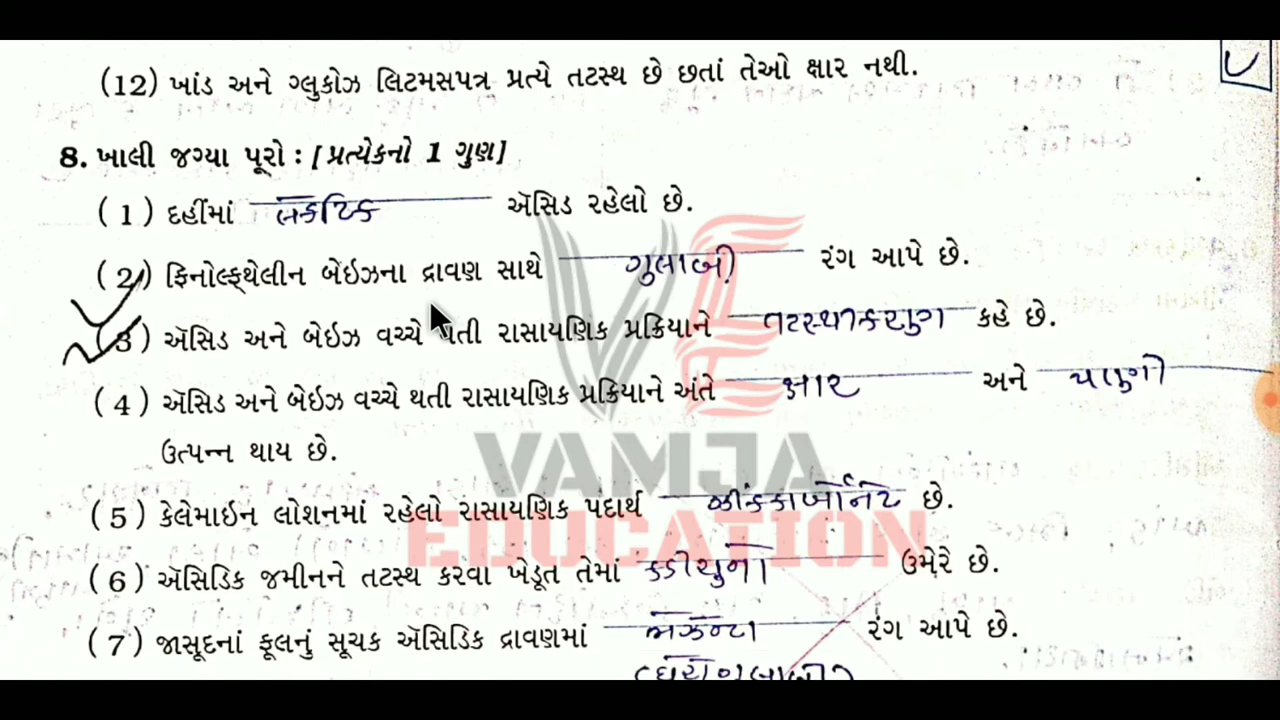 (12) ખાંડ અને ગ્લુકોઝ લિટમસપત્ર પ્રત્યે તટસ્થ છે છતાં તેઓ ક્ષાર નથી.
8. ખાલી જગ્યા પૂરો : [પ્રત્યેકનો 1 ગુણ]
(1) દહીંમાં લેક્ટિક ઍસિડ રહેલો છે.
(2) ફિનોલ્ફ્થેલીન બેઇઝના દ્રાવણ સાથે ગુલાબી રંગ આપે છે.
(3) ઍસિડ અને બેઇઝ વચ્ચે થતી રાસાયણિક પ્રક્રિયાને તટસ્થીકરણ કહે છે.
(4) ઍસિડ અને બેઇઝ વચ્ચે થતી રાસાયણિક પ્રક્રિયાને અંતે ક્ષાર અને પાણી
ઉત્પન્ન થાય છે.
(5) કેલેમાઇન લોશનમાં રહેલો રાસાયણિક પદાર્થ ઝીંકકાર્બોનેટ છે.
(6) ઍસિડિક જમીનને તટસ્થ કરવા ખેડૂત તેમાં કળીચુનો ઉમેરે છે.
(7) જાસૂદનાં ફૂલનું સૂચક ઍસિડિક દ્રાવણમાં મેઝેન્ટા રંગ આપે છે.
(ઘેરો ગુલાબી)
VE
VAMJA
EDUCATION